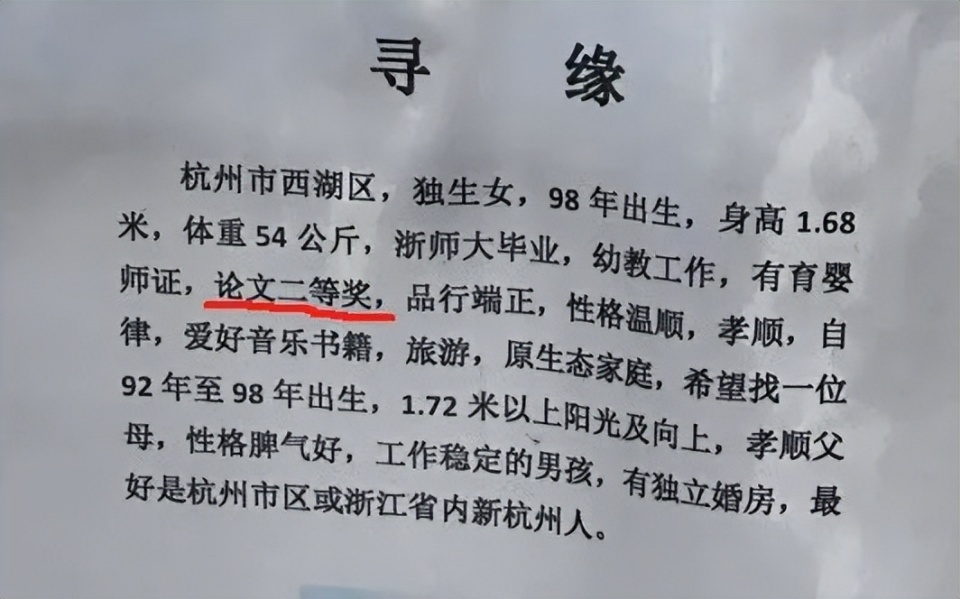 寻 缘
杭州市西湖区，独生女，98年出生，身高1.68
米，体重54公斤，浙师大毕业，幼教工作，有育婴
师证，论文二等奖，品行端正，性格温顺，孝顺，自
律，爱好音乐书籍，旅游，原生态家庭，希望找一位
92年至98年出生，1.72米以上阳光及向上，孝顺父
母，性格脾气好，工作稳定的男孩，有独立婚房，最
好是杭州市区或浙江省内新杭州人。